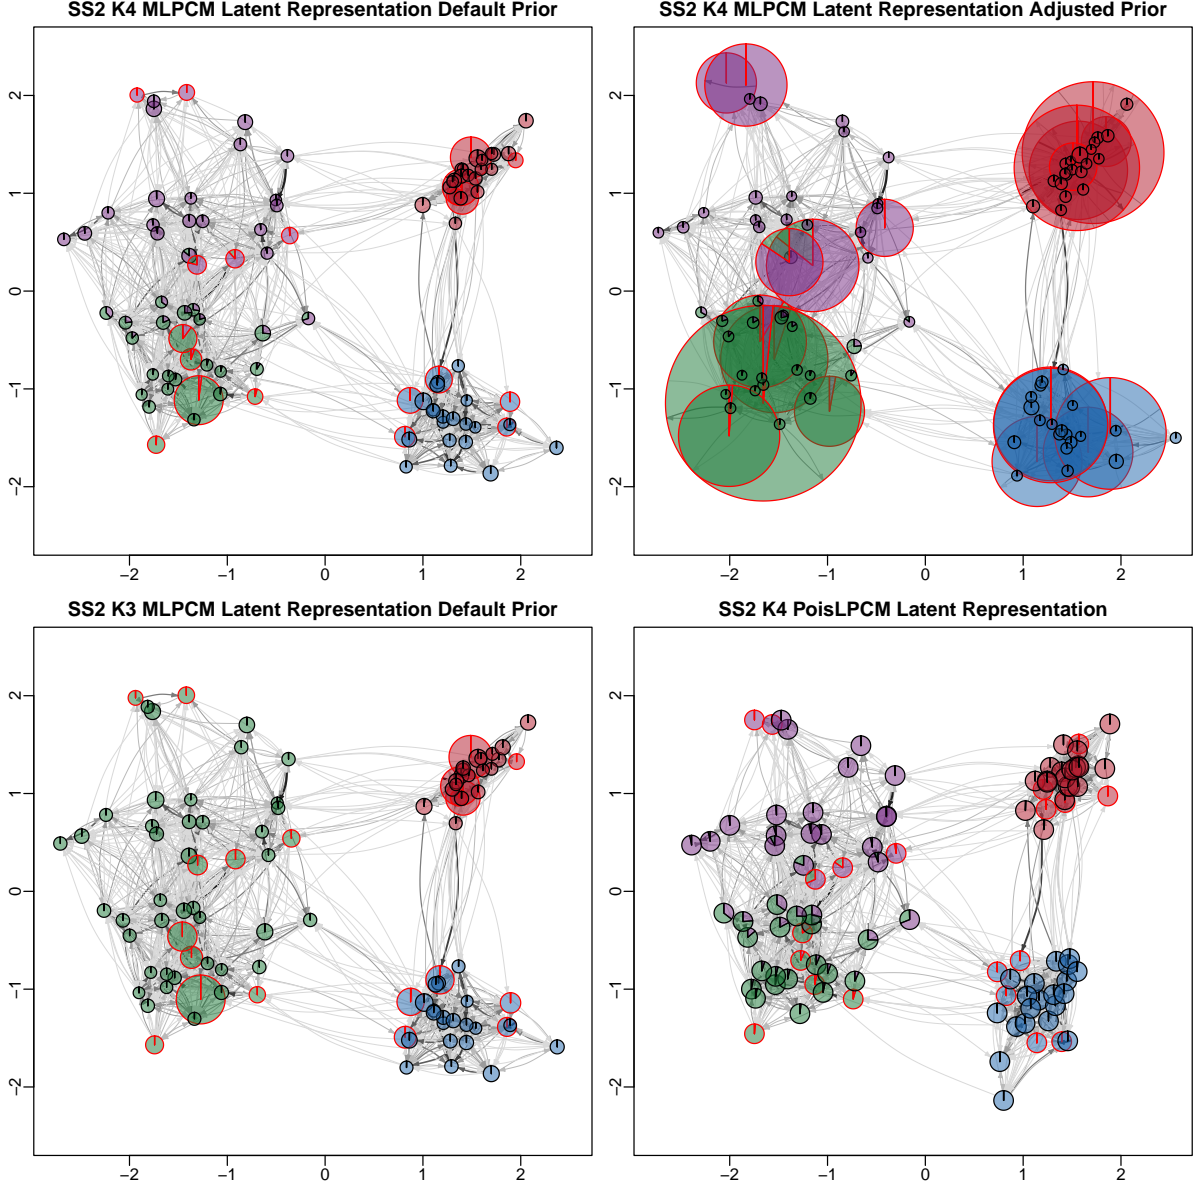 SS2 K4 MLPCM Latent Representation Default Prior
2
1
0
−1
−2
−2 −1 0 1 2
SS2 K4 MLPCM Latent Representation Adjusted Prior
2
1
0
−1
−2
−2 −1 0 1 2
SS2 K3 MLPCM Latent Representation Default Prior
2
1
0
−1
−2
−2 −1 0 1 2
SS2 K4 PoisLPCM Latent Representation
2
1
0
−1
−2
−2 −1 0 1 2